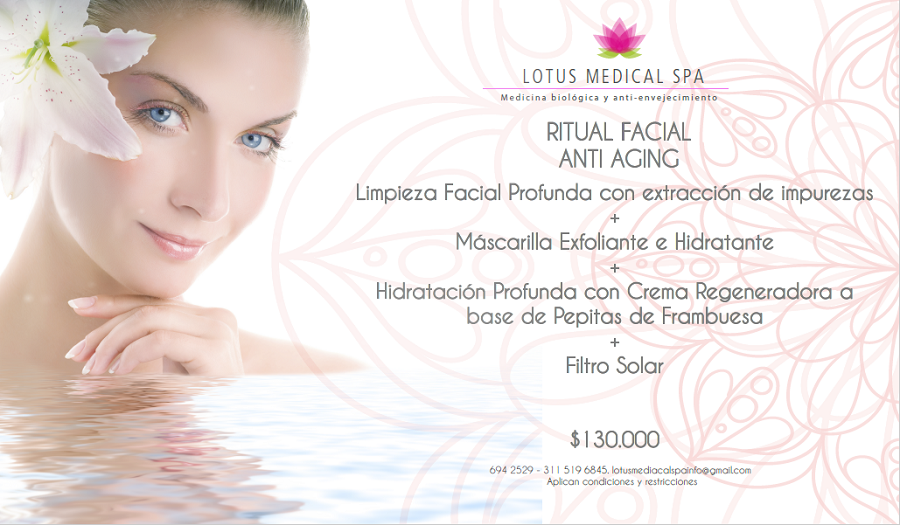 LOTUS MEDICAL SPA
Medicina biológica y anti-envejecimiento
RITUAL FACIAL
ANTI AGING
Limpieza Facial Profunda con extracción de impurezas
+
Máscarilla Exfoliante e Hidratante
+
Hidratación Profunda con Crema Regeneradora a
base de Pepitas de Frambuesa
+
Filtro Solar
$130.000
694 2529 - 311 519 6845. lotusmediacalspainfo@gmail.com
Aplican condiciones y restricciones